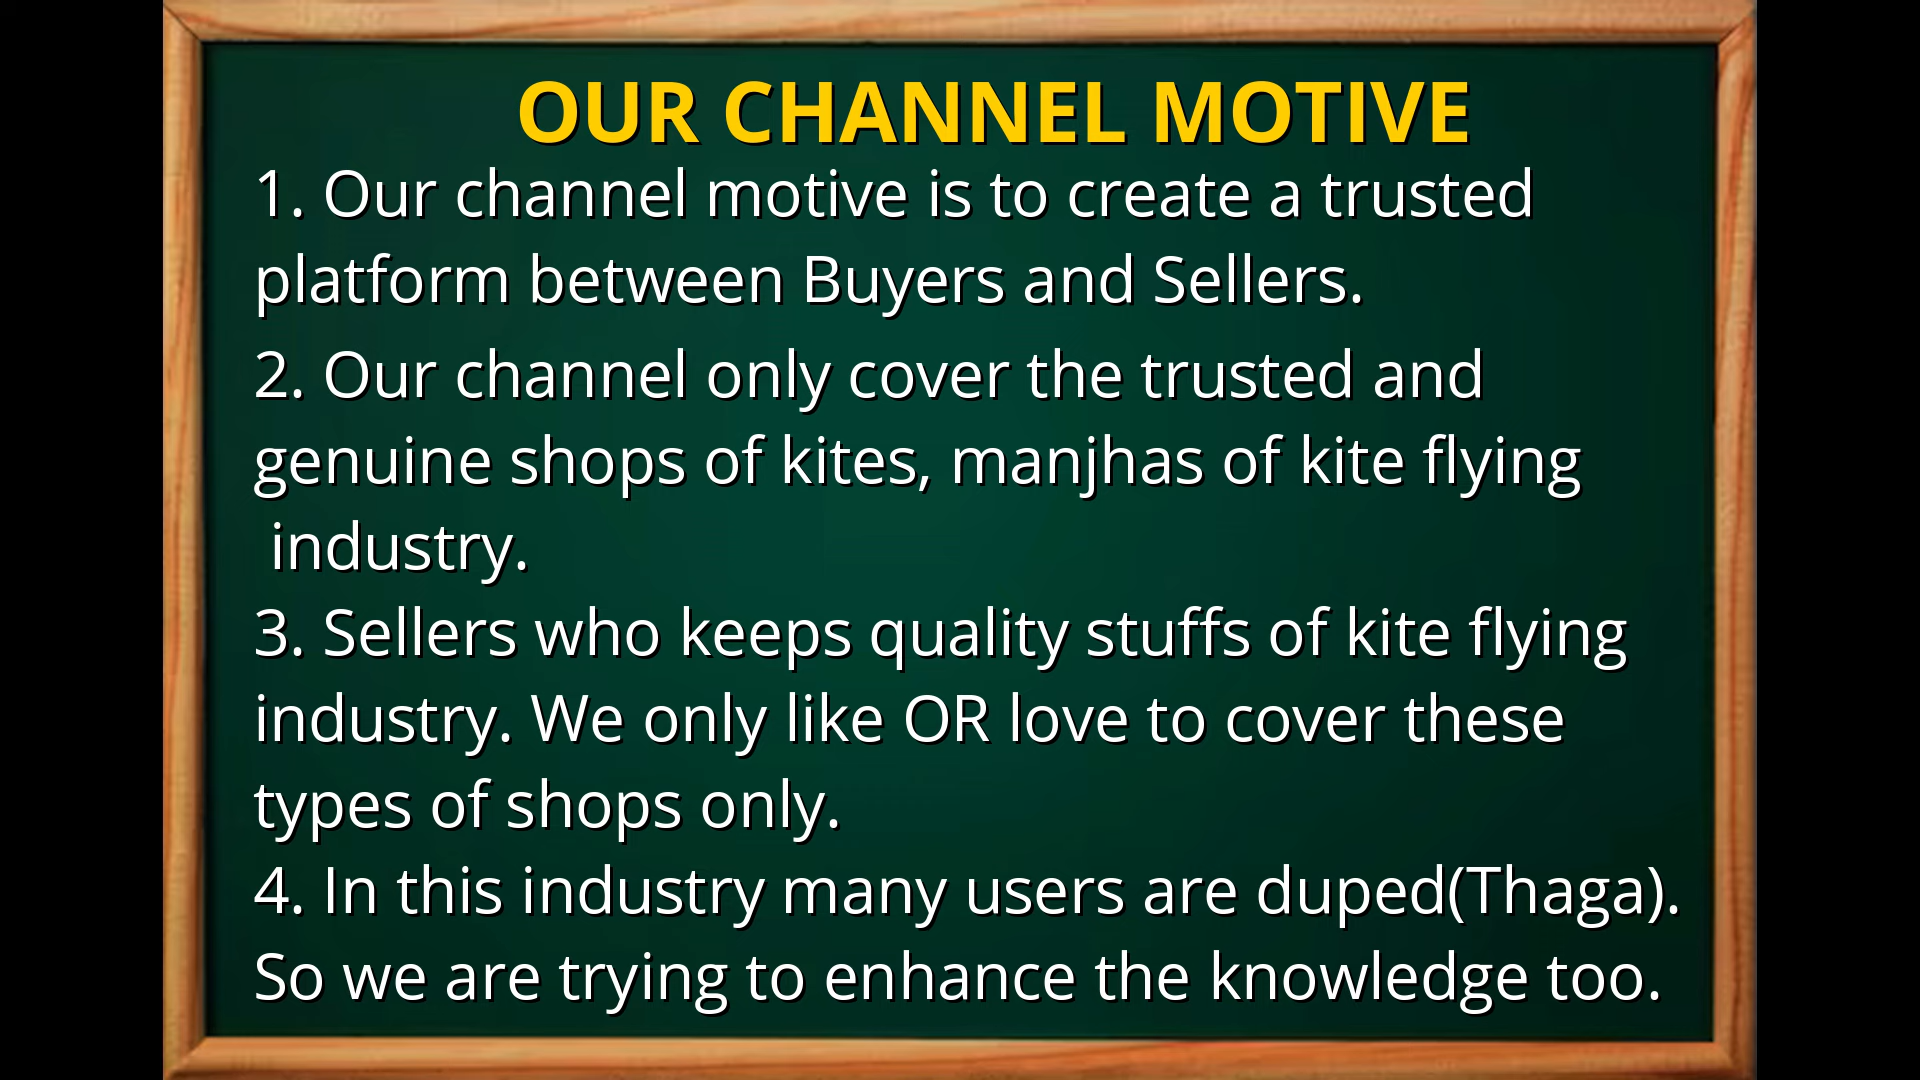 OUR CHANNEL MOTIVE
1. Our channel motive is to create a trusted
platform between Buyers and Sellers.
2. Our channel only cover the trusted and
genuine shops of kites, manjhas of kite flying
industry.
3. Sellers who keeps quality stuffs of kite flying
industry. We only like OR love to cover these
types of shops only.
4. In this industry many users are duped(Thaga).
So we are trying to enhance the knowledge too.